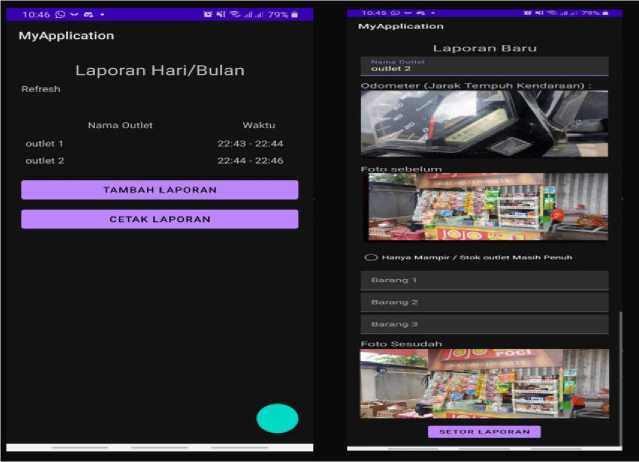 10:46
79%
MyApplication
Laporan Hari/Bulan
Refresh
Nama Outlet Waktu
outlet 1 22:43 - 22:44
outlet 2 22:44 - 22:46
TAMBAH LAPORAN
CETAK LAPORAN
10:45
79%
MyApplication
Laporan Baru
Nama Outlet
outlet 2
Odometer (Jarak Tempuh Kendaraan) :
Foto sebelum
JOJO
Hanya Mampir / Stok outlet Masih Penuh
Barang 1
Barang 2
Barang 3
Foto Sesudah
JOJO
POCI
SETOR LAPORAN